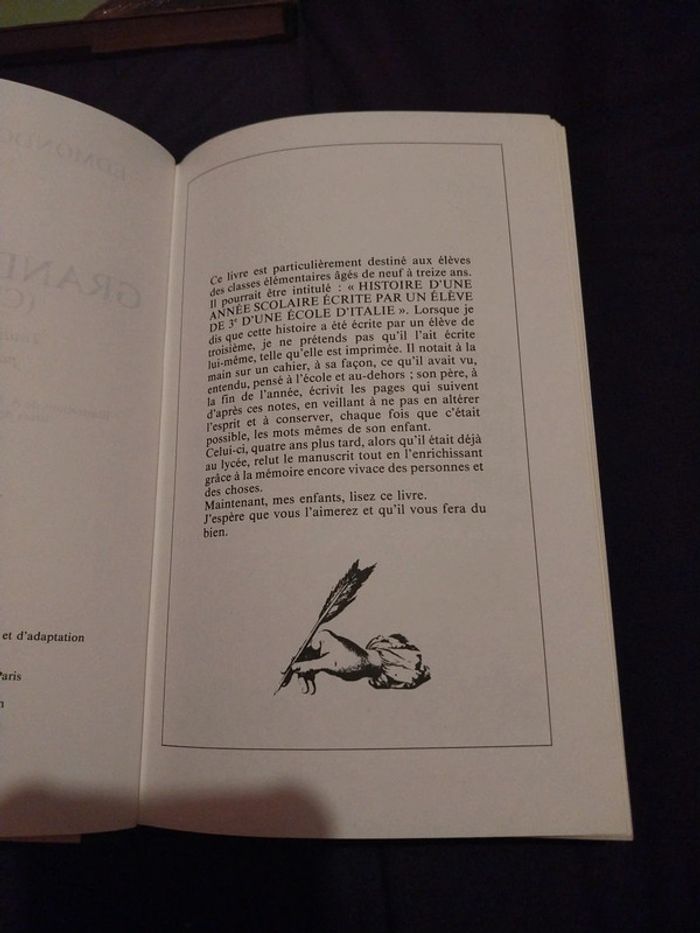 EDMONDO
GRAND
et d'adaptation
Paris
Ce livre est particulièrement destiné aux élèves
des classes élémentaires âgés de neuf à treize ans.
Il pourrait être intitulé : « HISTOIRE D'UNE
ANNÉE SCOLAIRE ÉCRITE PAR UN ÉLÈVE
DE 3e D'UNE ÉCOLE D'ITALIE ». Lorsque je
dis que cette histoire a été écrite par un élève de
troisième, je ne prétends pas qu'il l'ait écrite
lui-même, telle qu'elle est imprimée. Il notait à la
main sur un cahier, à sa façon, ce qu'il avait vu,
entendu, pensé à l'école et au-dehors ; son père, à
la fin de l'année, écrivit les pages qui suivent
d'après ces notes, en veillant à ne pas en altérer
l'esprit et à conserver, chaque fois que c'était
possible, les mots mêmes de son enfant.
Celui-ci, quatre ans plus tard, alors qu'il était déjà
au lycée, relut le manuscrit tout en l'enrichissant
grâce à la mémoire encore vivace des personnes et
des choses.
Maintenant, mes enfants, lisez ce livre.
J'espère que vous l'aimerez et qu'il vous fera du
bien.